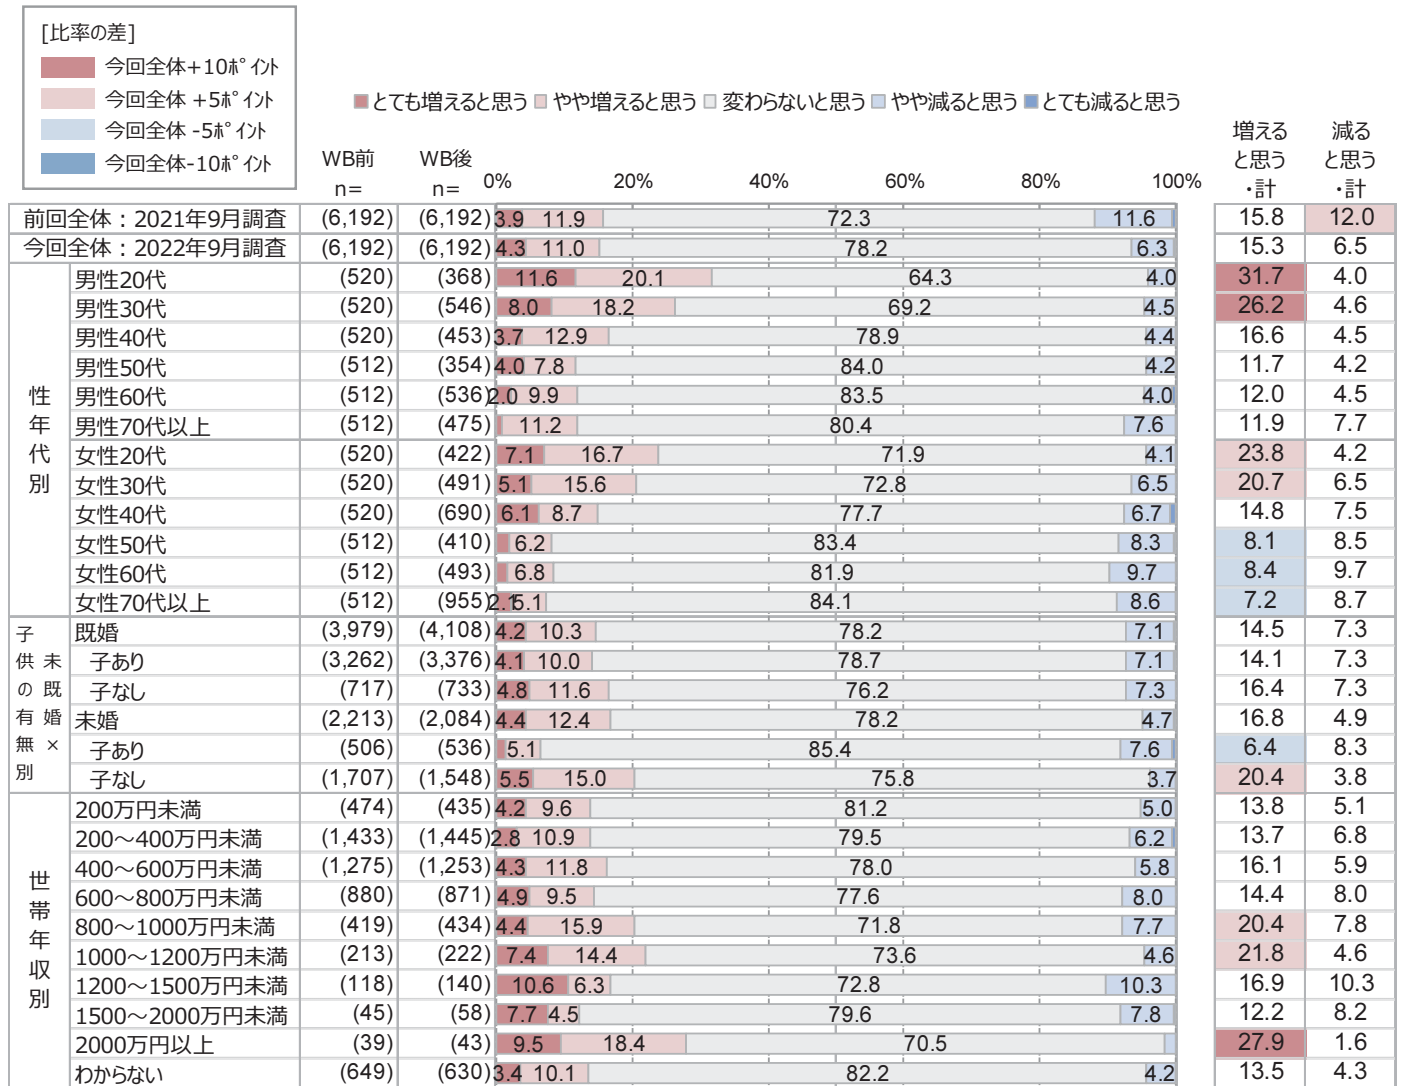 [比率の差]
今回全体+10ﾎﾟｲﾝﾄ
今回全体 +5ﾎﾟｲﾝﾄ
今回全体 -5ﾎﾟｲﾝﾄ
今回全体-10ﾎﾟｲﾝﾄ
とても増えると思う やや増えると思う 変わらないと思う やや減ると思う とても減ると思う
WB前 n= WB後 n= 0% 20% 40% 60% 80% 100% 増えると思う・計 減ると思う・計
前回全体：2021年9月調査 (6,192) (6,192) 3.9 11.9 72.3 11.6 15.8 12.0
今回全体：2022年9月調査 (6,192) (6,192) 4.3 11.0 78.2 6.3 15.3 6.5
性年代別
男性20代 (520) (368) 11.6 20.1 64.3 4.0 31.7 4.0
男性30代 (520) (546) 8.0 18.2 69.2 4.5 26.2 4.6
男性40代 (520) (453) 3.7 12.9 78.9 4.4 16.6 4.5
男性50代 (512) (354) 4.0 7.8 84.0 4.2 11.7 4.2
男性60代 (512) (536) 2.0 9.9 83.5 4.0 12.0 4.5
男性70代以上 (512) (475) 11.2 80.4 7.6 11.9 7.7
女性20代 (520) (422) 7.1 16.7 71.9 4.1 23.8 4.2
女性30代 (520) (491) 5.1 15.6 72.8 6.5 20.7 6.5
女性40代 (520) (690) 6.1 8.7 77.7 6.7 14.8 7.5
女性50代 (512) (410) 6.2 83.4 8.3 8.1 8.5
女性60代 (512) (493) 6.8 81.9 9.7 8.4 9.7
女性70代以上 (512) (955) 2.1 5.1 84.1 8.6 7.2 8.7
未既婚×子供の有無別
既婚 (3,979) (4,108) 4.2 10.3 78.2 7.1 14.5 7.3
子あり (3,262) (3,376) 4.1 10.0 78.7 7.1 14.1 7.3
子なし (717) (733) 4.8 11.6 76.2 7.3 16.4 7.3
未婚 (2,213) (2,084) 4.4 12.4 78.2 4.7 16.8 4.9
子あり (506) (536) 5.1 85.4 7.6 6.4 8.3
子なし (1,707) (1,548) 5.5 15.0 75.8 3.7 20.4 3.8
世帯年収別
200万円未満 (474) (435) 4.2 9.6 81.2 5.0 13.8 5.1
200～400万円未満 (1,433) (1,445) 2.8 10.9 79.5 6.2 13.7 6.8
400～600万円未満 (1,275) (1,253) 4.3 11.8 78.0 5.8 16.1 5.9
600～800万円未満 (880) (871) 4.9 9.5 77.6 8.0 14.4 8.0
800～1000万円未満 (419) (434) 4.4 15.9 71.8 7.7 20.4 7.8
1000～1200万円未満 (213) (222) 7.4 14.4 73.6 4.6 21.8 4.6
1200～1500万円未満 (118) (140) 10.6 6.3 72.8 10.3 16.9 10.3
1500～2000万円未満 (45) (58) 7.7 4.5 79.6 7.8 12.2 8.2
2000万円以上 (39) (43) 9.5 18.4 70.5 27.9 1.6
わからない (649) (630) 3.4 10.1 82.2 4.2 13.5 4.3